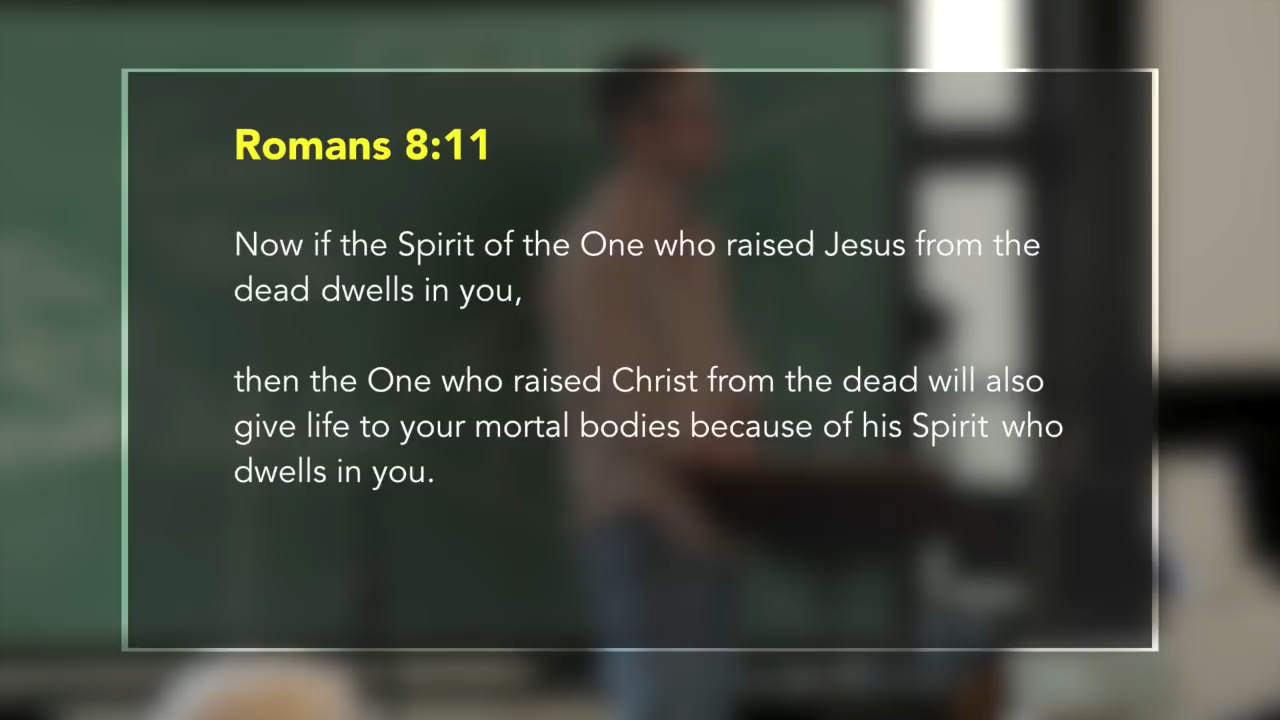 Romans 8:11
Now if the Spirit of the One who raised Jesus from the
dead dwells in you,
then the One who raised Christ from the dead will also
give life to your mortal bodies because of his Spirit who
dwells in you.